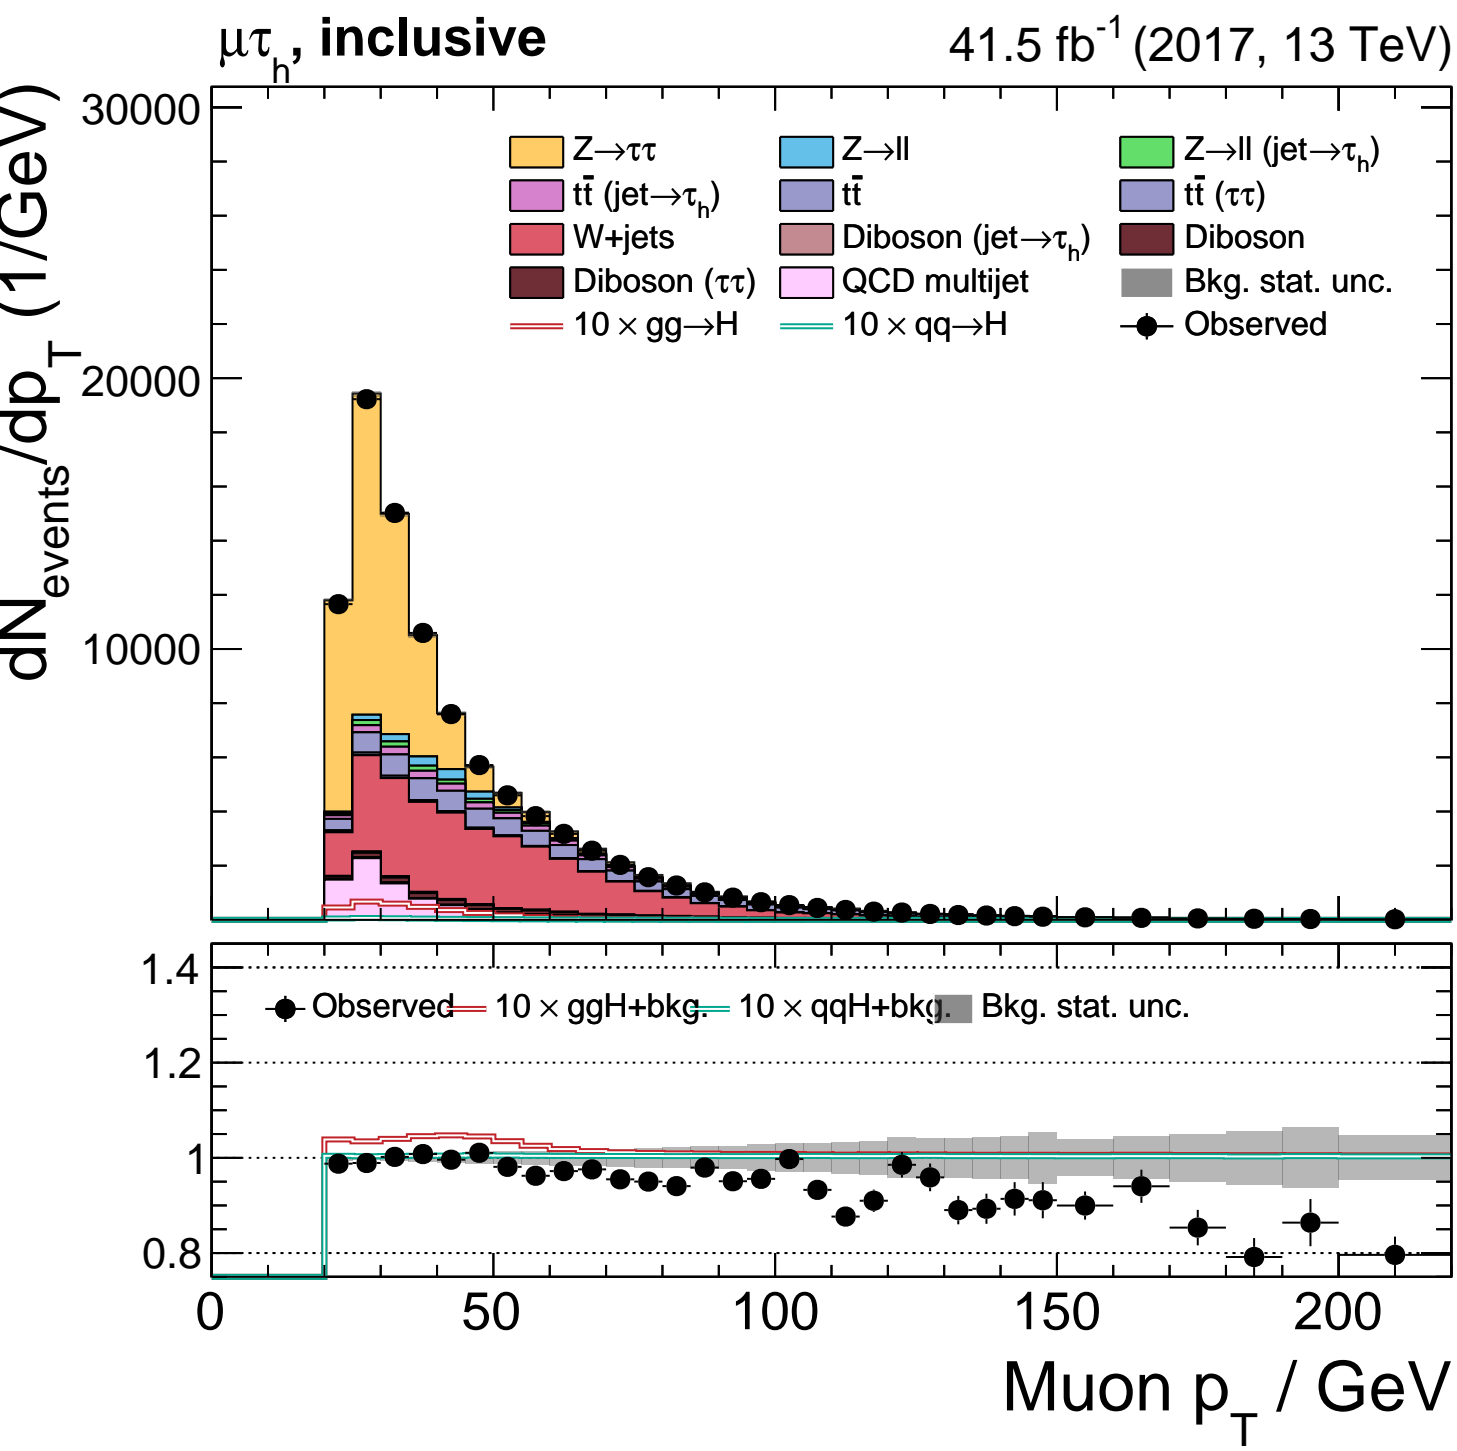 μτh, inclusive
41.5 fb-1 (2017, 13 TeV)
dNevents/dpT (1/GeV)
30000
20000
10000
Z→ττ
Z→ll
Z→ll (jet→τh)
tt̄ (jet→τh)
tt̄
tt̄ (ττ)
W+jets
Diboson (jet→τh)
Diboson
Diboson (ττ)
QCD multijet
Bkg. stat. unc.
10 × gg→H
10 × qq→H
Observed
1.4
1.2
1
0.8
Observed
10 × ggH+bkg.
10 × qqH+bkg.
Bkg. stat. unc.
0
50
100
150
200
Muon pT / GeV